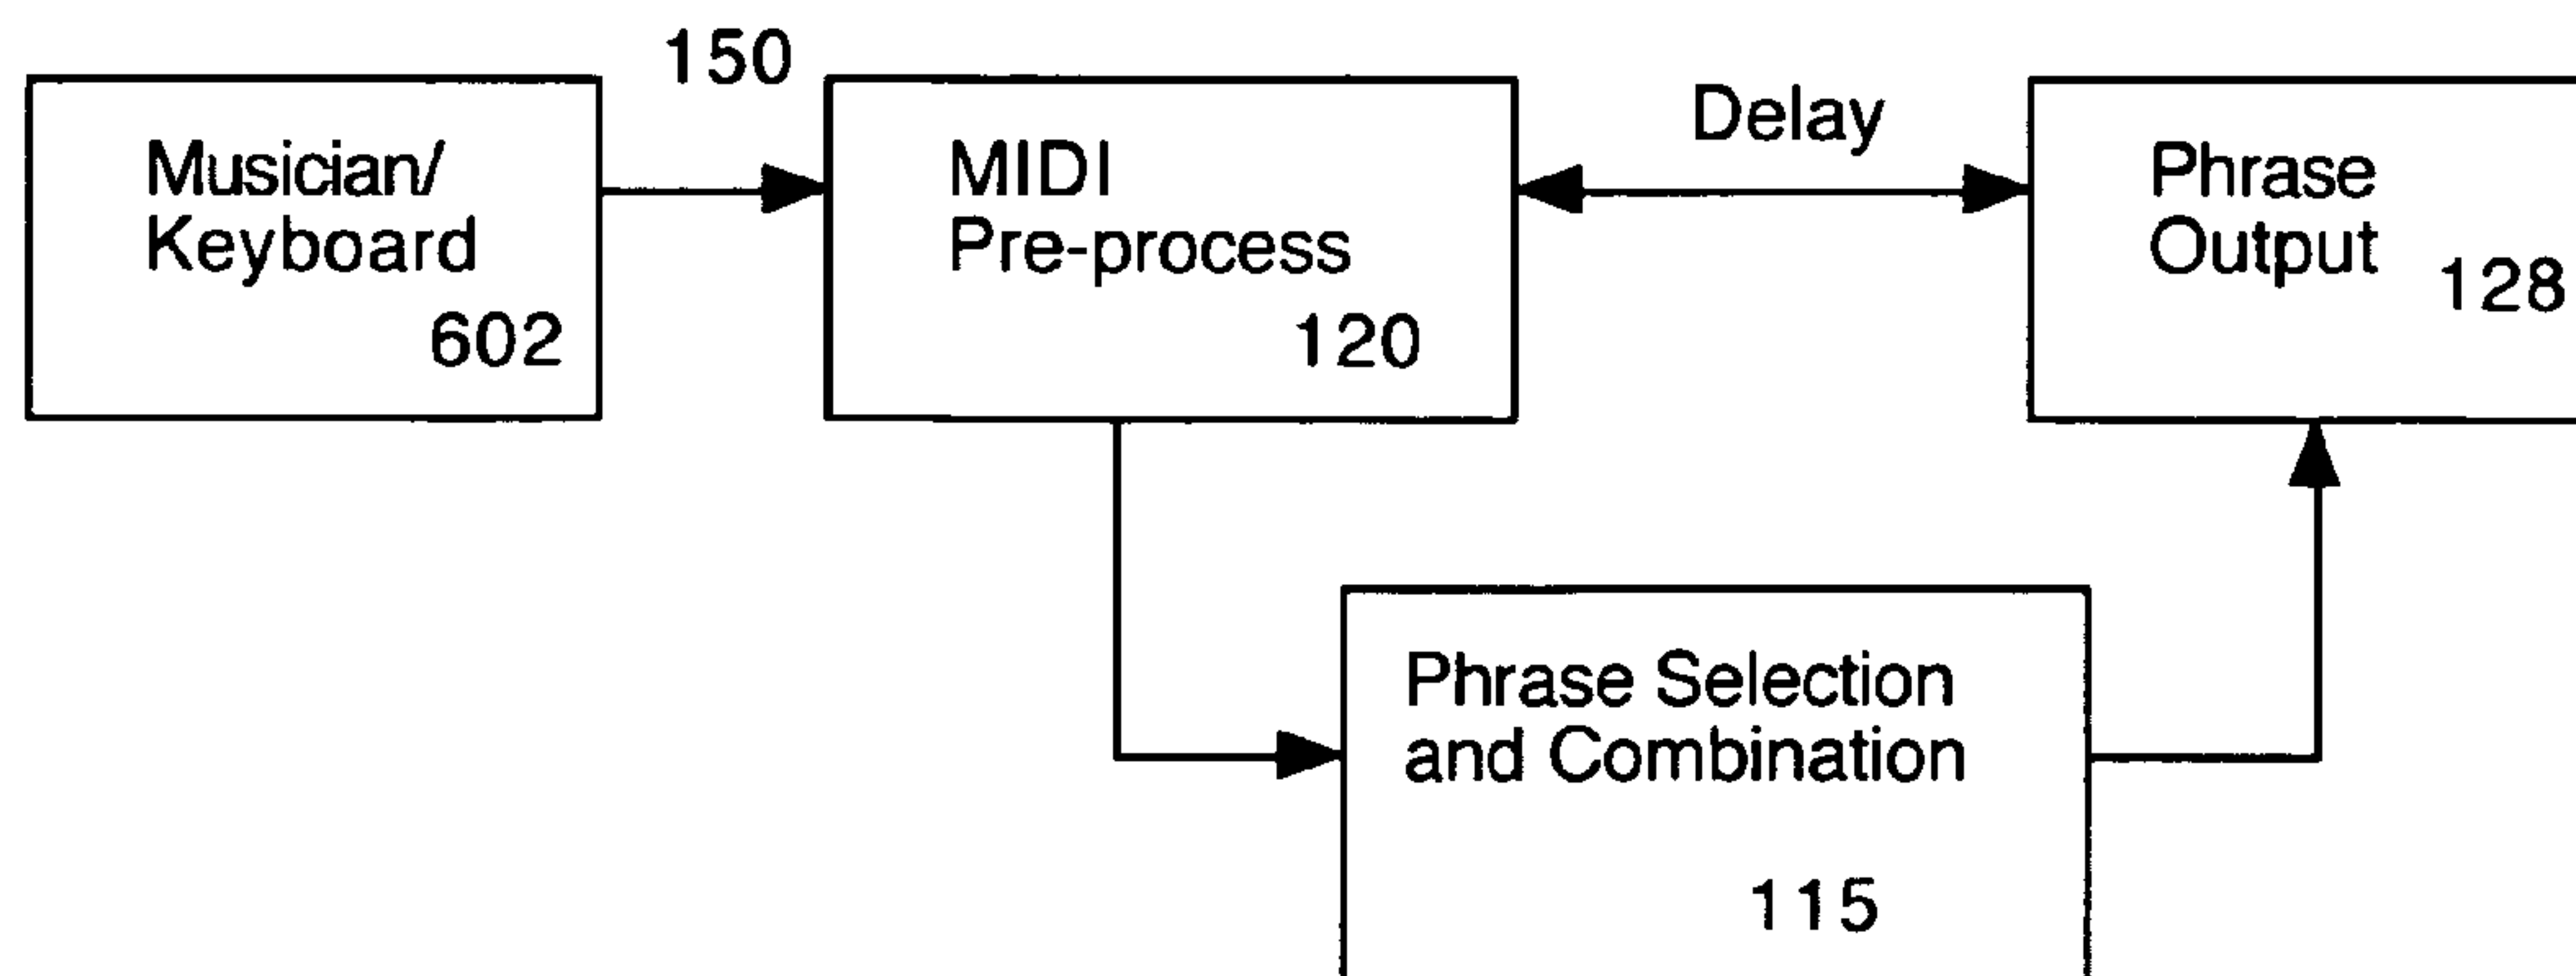 150
Musician/
Keyboard
602
MIDI
Pre-process
120
Delay
Phrase
Output
128
Phrase Selection
and Combination
115